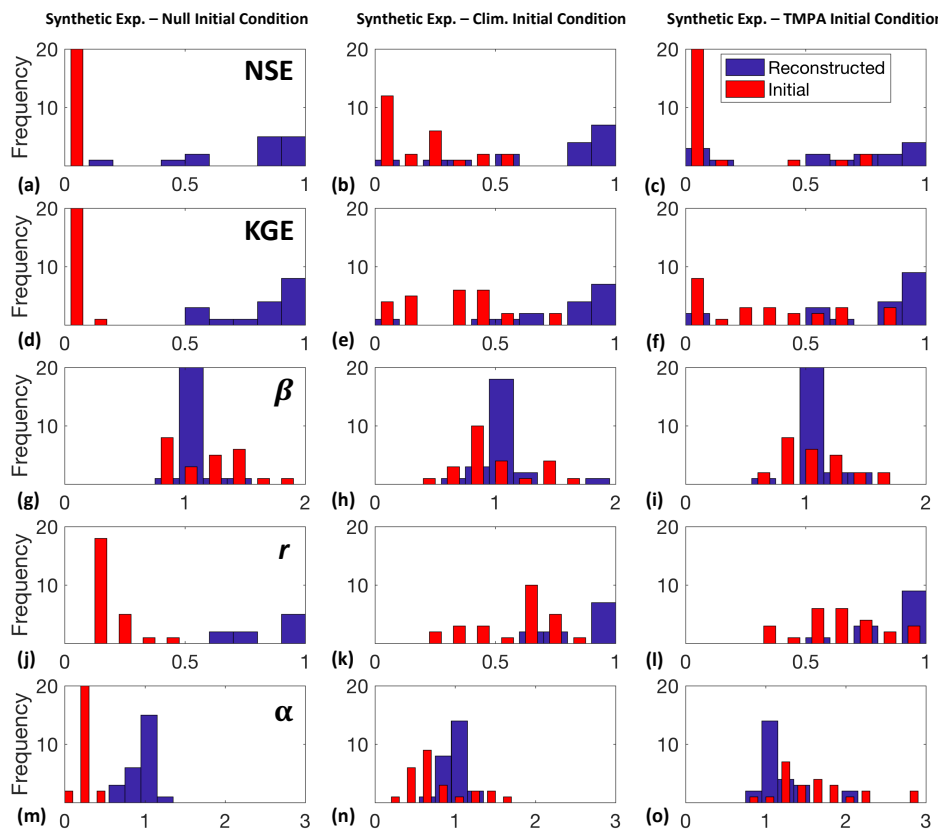 Synthetic Exp. – Null Initial Condition Synthetic Exp. – Clim. Initial Condition Synthetic Exp. – TMPA Initial Condition
20 20 20
NSE Reconstructed
Initial
Frequency
10 10 10
(a) (b) (c)
0 0.5 1 0 0.5 1 0 0.5 1
20 20 20
KGE
Frequency
10 10 10
(d) (e) (f)
0 0.5 1 0 0.5 1 0 0.5 1
20 20 20
β
Frequency
10 10 10
(g) (h) (i)
0 1 2 0 1 2 0 1 2
20 20 20
r
Frequency
10 10 10
(j) (k) (l)
0 0.5 1 0 0.5 1 0 0.5 1
20 20 20
α
Frequency
10 10 10
(m) (n) (o)
0 1 2 3 0 1 2 3 0 1 2 3